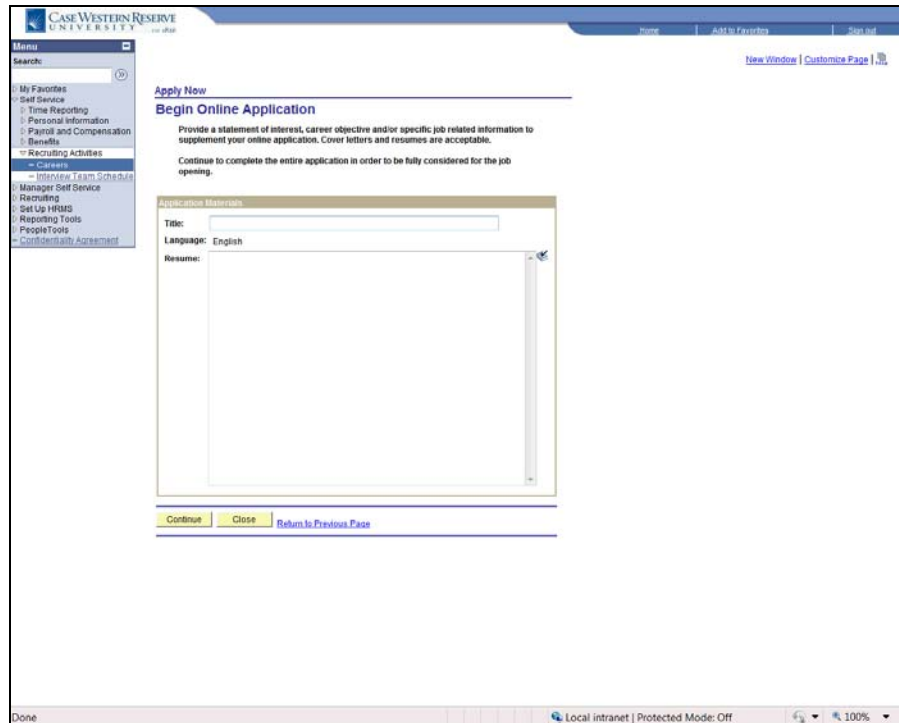 CASE WESTERN RESERVE
UNIVERSITY
Home
Add to Favorites
Sign out
Menu
Search:
New Window | Customize Page |
My Favorites
Self Service
Time Reporting
Personal Information
Payroll and Compensation
Benefits
Recruiting Activities
– Careers
– Interview Team Schedule
Manager Self Service
Recruiting
Set Up HRMS
Reporting Tools
PeopleTools
– Confidentiality Agreement
Apply Now
Begin Online Application
Provide a statement of interest, career objective and/or specific job related information to
supplement your online application. Cover letters and resumes are acceptable.
Continue to complete the entire application in order to be fully considered for the job
opening.
Application Materials
Title:
Language: English
Resume:
Continue
Close
Return to Previous Page
Done
Local intranet | Protected Mode: Off
100%